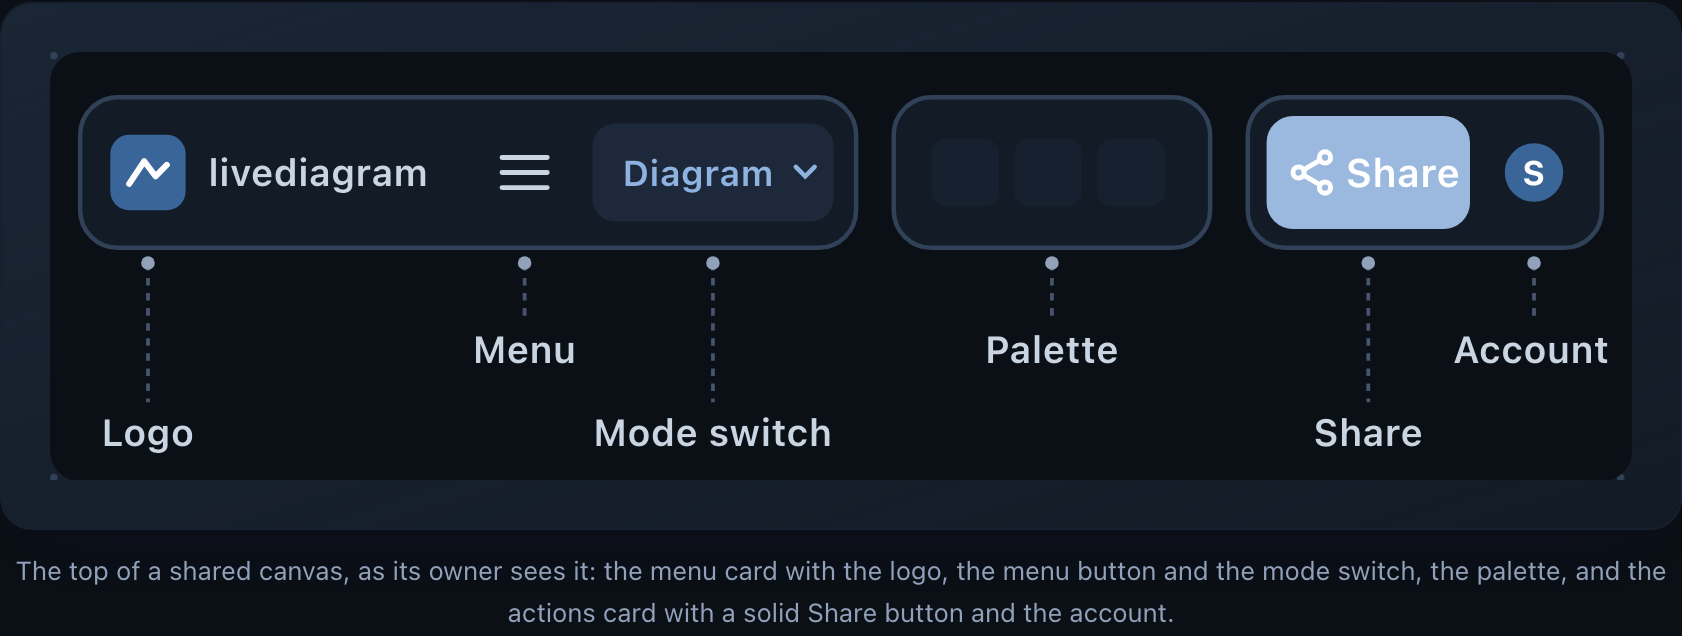 livediagram
Diagram
Share
S
Menu
Palette
Account
Logo
Mode switch
Share
The top of a shared canvas, as its owner sees it: the menu card with the logo, the menu button and the mode switch, the palette, and the
actions card with a solid Share button and the account.